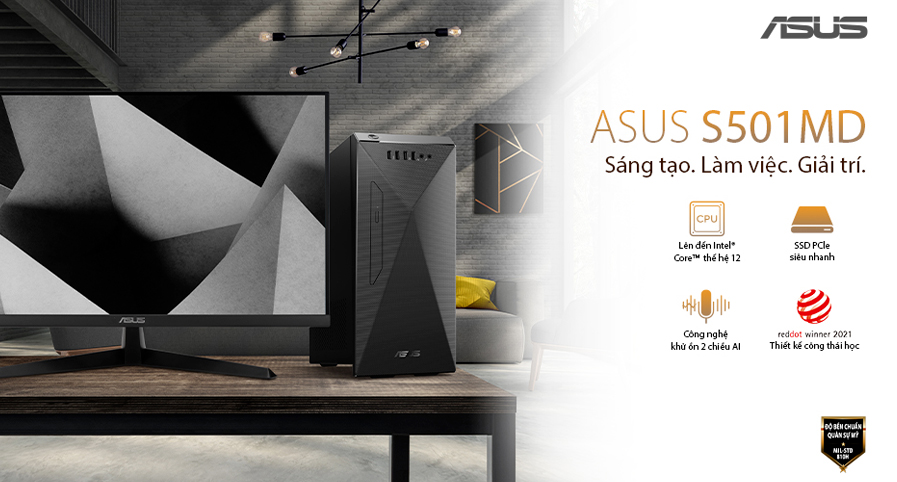 ASUS
ASUS S501MD
Sáng tạo. Làm việc. Giải trí.
CPU
Lên đến Intel®
Core™ thế hệ 12
SSD PCIe
siêu nhanh
Công nghệ
khử ồn 2 chiều AI
reddot winner 2021
Thiết kế công thái học
ASUS
ASUS
ĐỘ BỀN CHUẨN
QUÂN SỰ MỸ
MIL-STD
810H